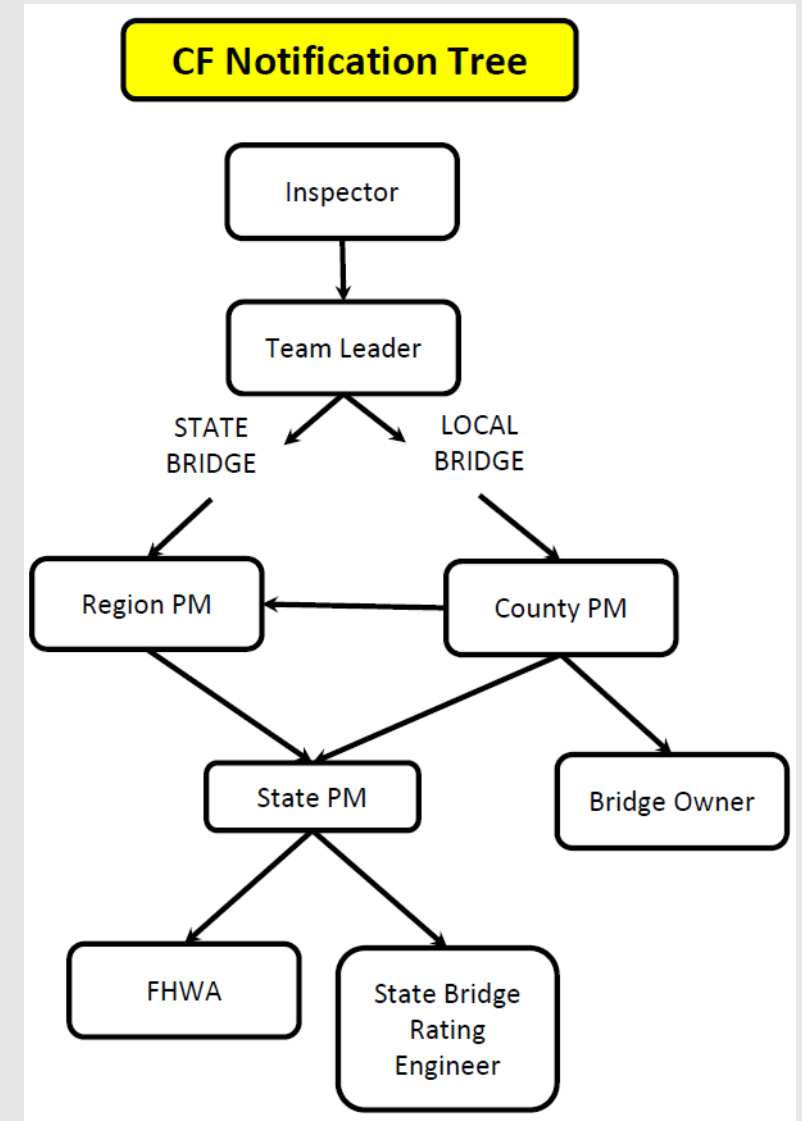 CF Notification Tree
Inspector
Team Leader
STATE
BRIDGE
LOCAL
BRIDGE
Region PM
County PM
State PM
Bridge Owner
FHWA
State Bridge
Rating
Engineer